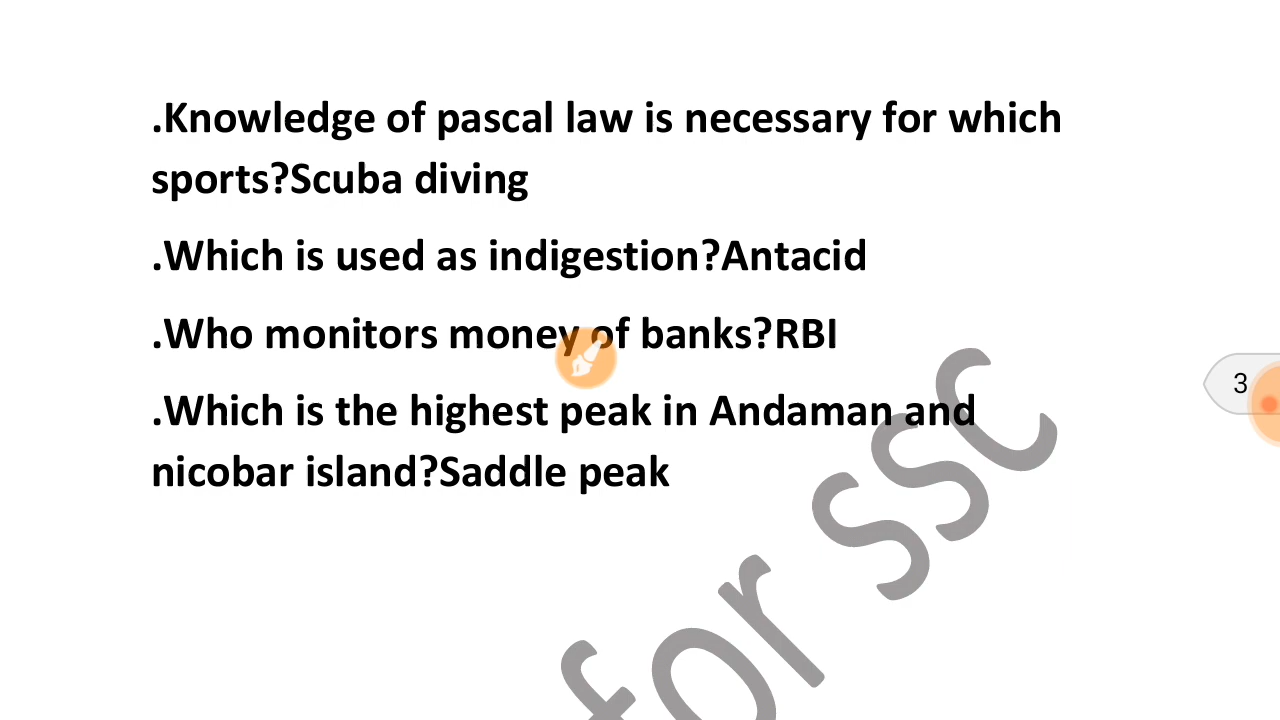 .Knowledge of pascal law is necessary for which
sports?Scuba diving
.Which is used as indigestion?Antacid
.Who monitors money of banks?RBI
.Which is the highest peak in Andaman and
nicobar island?Saddle peak
for ssc
3